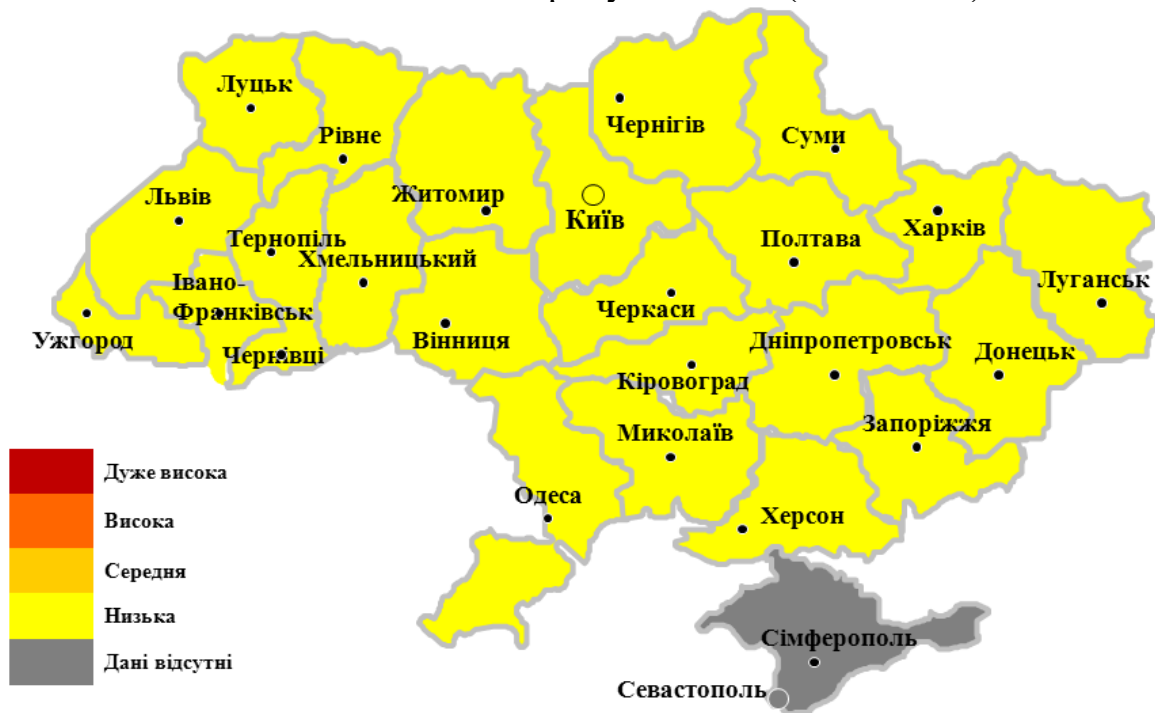 Луцьк
Рівне
Чернігів
Суми
Львів
Житомир
Київ
Полтава
Харків
Тернопіль
Хмельницький
Івано-
Франківськ
Черкаси
Луганськ
Ужгород
Чернівці
Вінниця
Дніпропетровськ
Донецьк
Кіровоград
Запоріжжя
Миколаїв
Одеса
Херсон
Сімферополь
Севастополь
Дуже висока
Висока
Середня
Низька
Дані відсутні